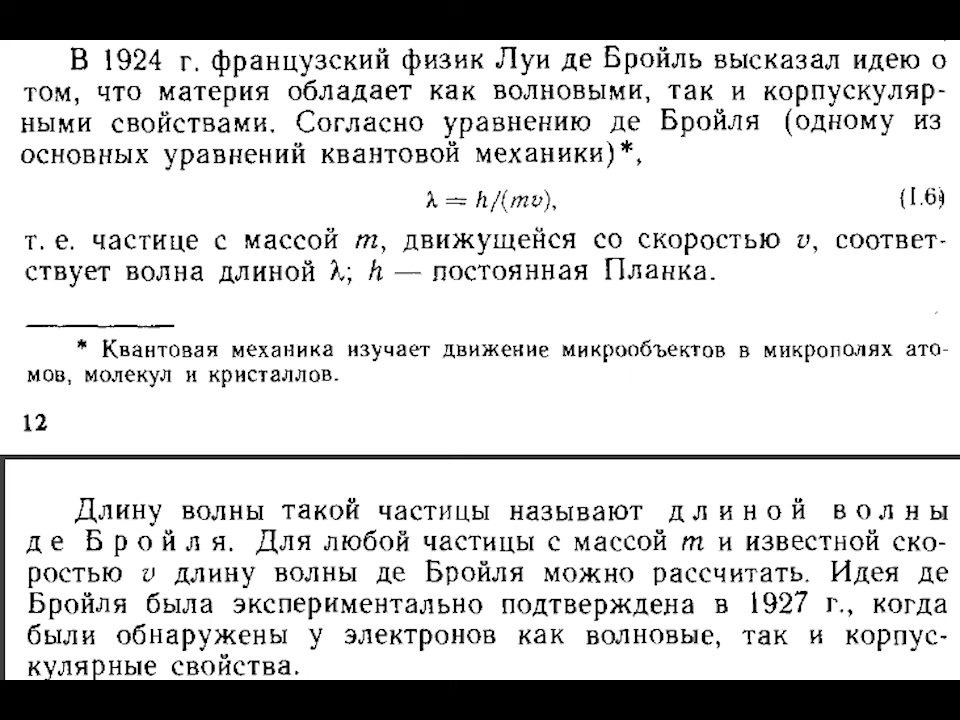 В 1924 г. французский физик Луи де Бройль высказал идею о
том, что материя обладает как волновыми, так и корпускуляр-
ными свойствами. Согласно уравнению де Бройля (одному из
основных уравнений квантовой механики)*,
λ = h/(mv), (I.6)
т. е. частице с массой m, движущейся со скоростью v, соответ-
ствует волна длиной λ; h — постоянная Планка.
* Квантовая механика изучает движение микрообъектов в микрополях ато-
мов, молекул и кристаллов.
12
Длину волны такой частицы называют длиной волны
де Бройля. Для любой частицы с массой m и известной ско-
ростью v длину волны де Бройля можно рассчитать. Идея де
Бройля была экспериментально подтверждена в 1927 г., когда
были обнаружены у электронов как волновые, так и корпус-
кулярные свойства.